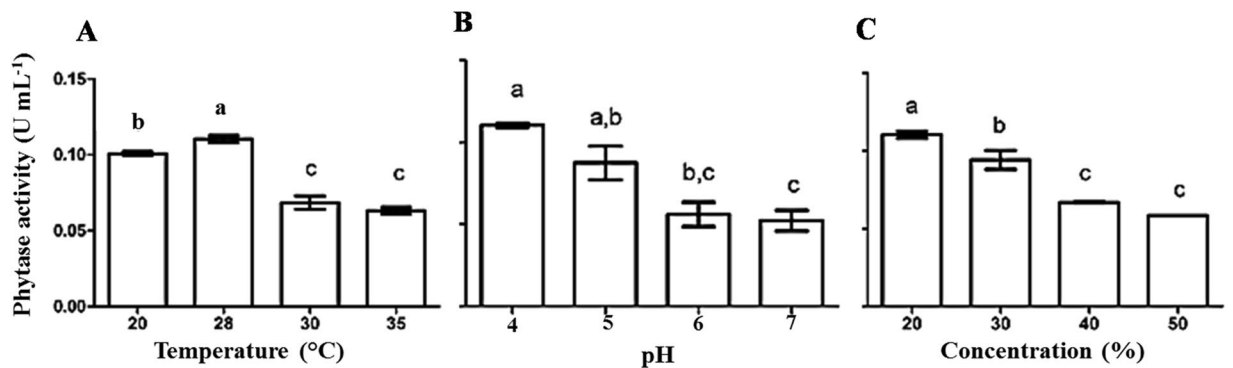 A
B
C
Phytase activity (U mL-1)
0.15
0.10
0.05
0.00
b
a
c
c
20
28
30
35
Temperature (°C)
a
a,b
b,c
c
4
5
6
7
pH
a
b
c
c
20
30
40
50
Concentration (%)